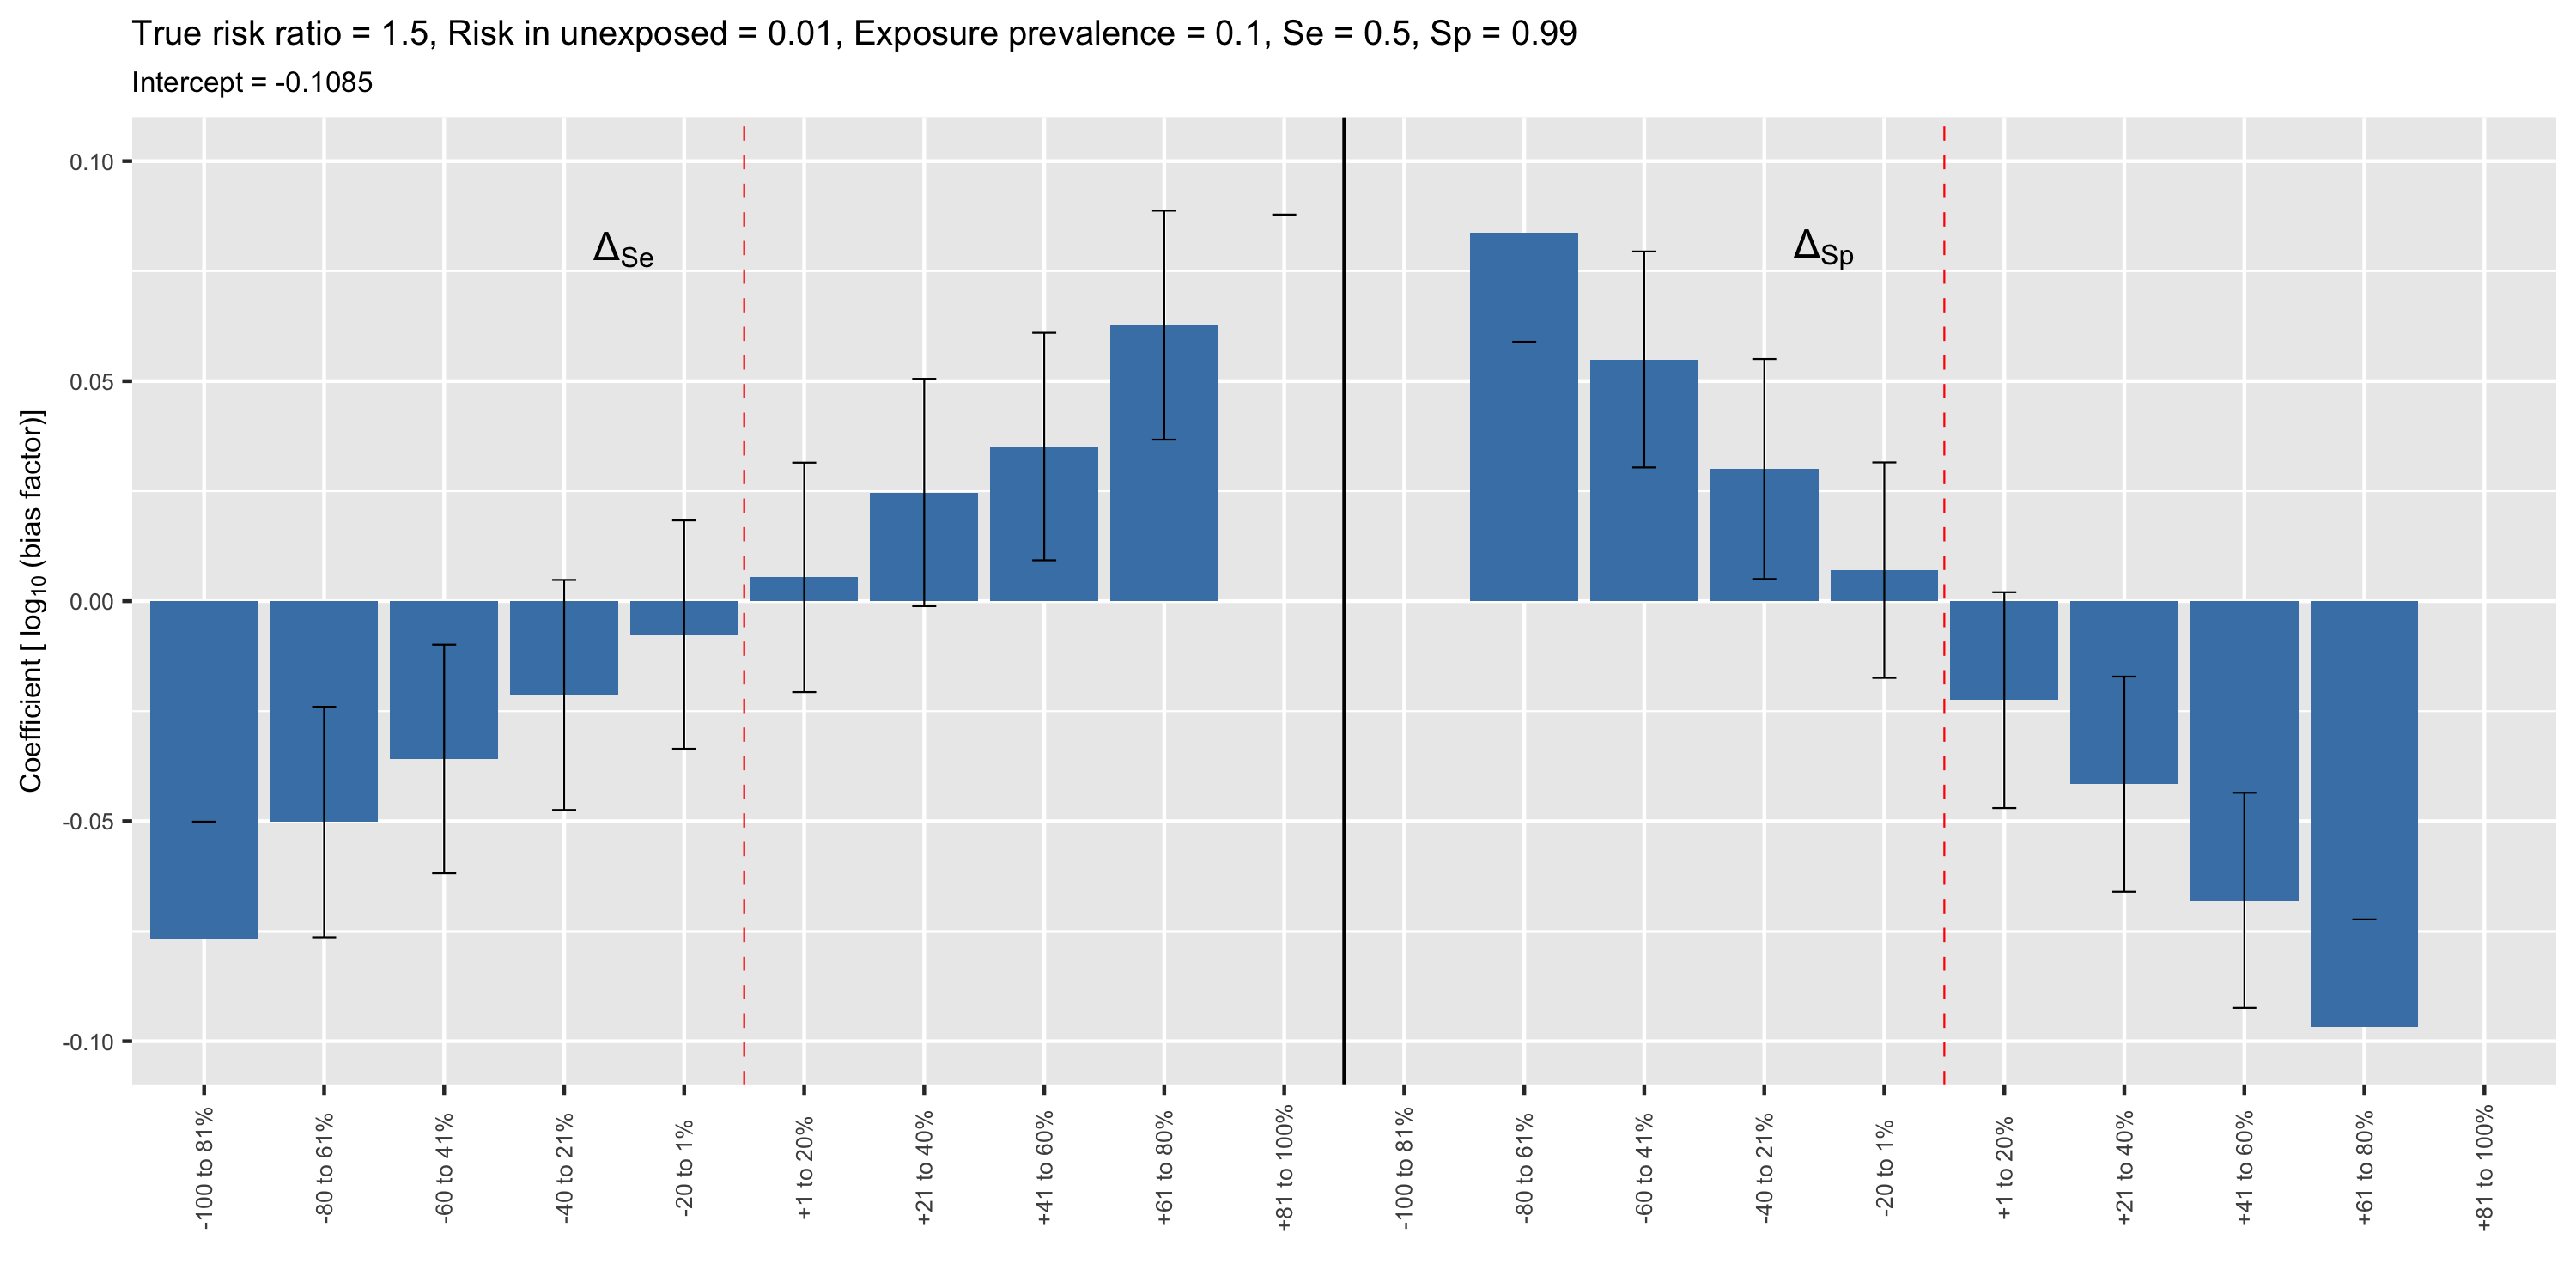 True risk ratio = 1.5, Risk in unexposed = 0.01, Exposure prevalence = 0.1, Se = 0.5, Sp = 0.99
Intercept = -0.1085
Coefficient [ log₁₀ (bias factor)]
0.10
0.05
0.00
-0.05
-0.10
Δ_Se
Δ_Sp
-100 to 81%
-80 to 61%
-60 to 41%
-40 to 21%
-20 to 1%
+1 to 20%
+21 to 40%
+41 to 60%
+61 to 80%
+81 to 100%
-100 to 81%
-80 to 61%
-60 to 41%
-40 to 21%
-20 to 1%
+1 to 20%
+21 to 40%
+41 to 60%
+61 to 80%
+81 to 100%